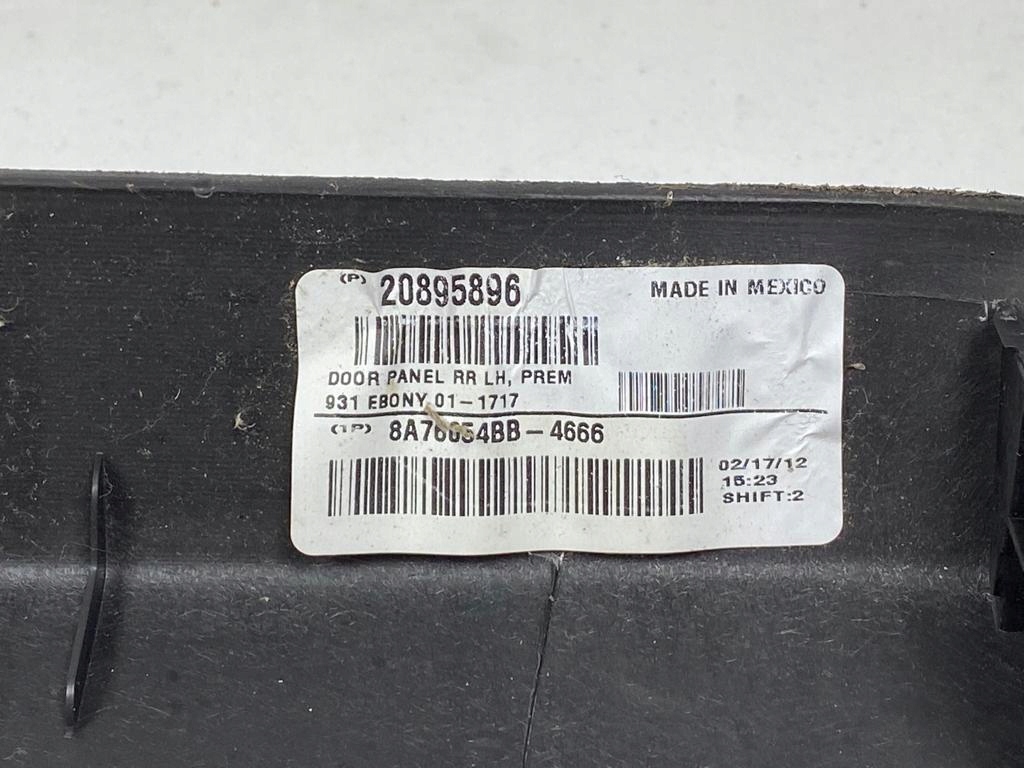 (P) 20895896 MADE IN MEXICO
DOOR PANEL RR LH, PREM
931 EBONY 01-1717
(1P) 8A76654BB-4666
02/17/12
15:23
SHIFT:2